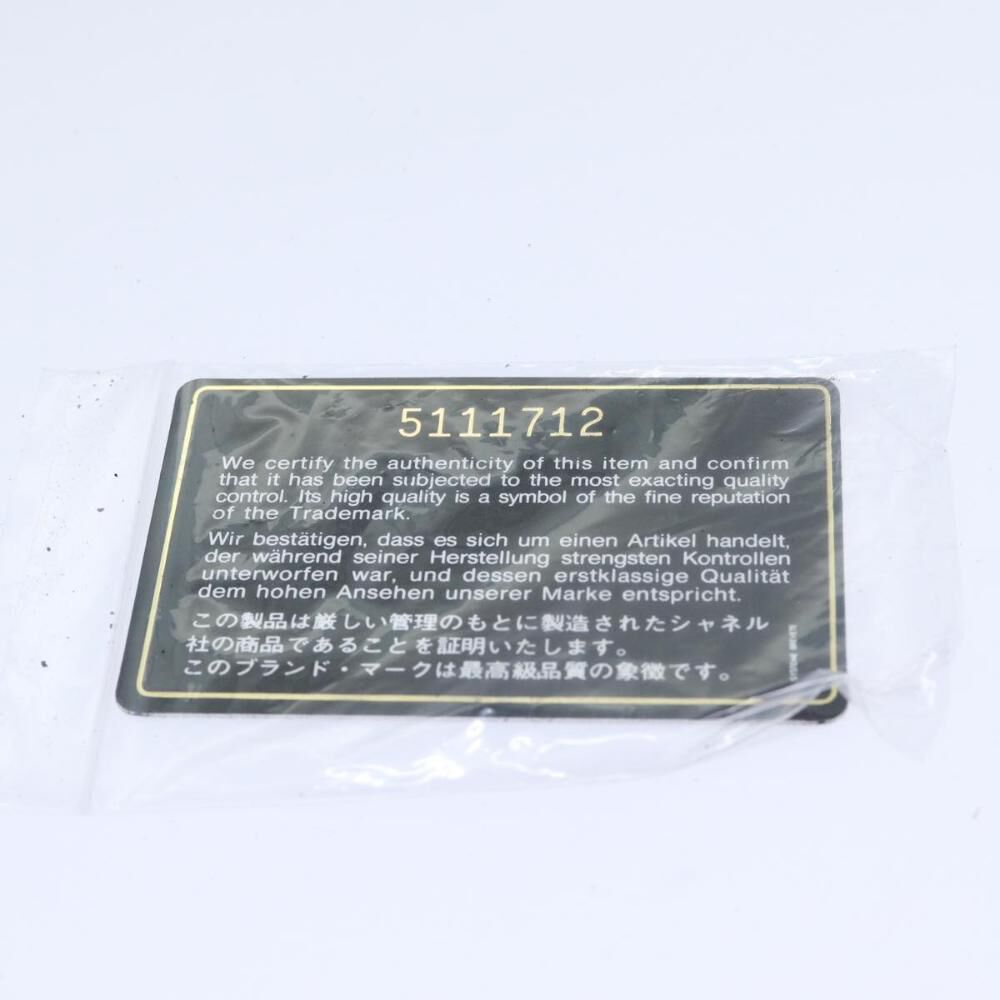 5111712
We certify the authenticity of this item and confirm
that it has been subjected to the most exacting quality
control. Its high quality is a symbol of the fine reputation
of the Trademark.
Wir bestätigen, dass es sich um einen Artikel handelt,
der während seiner Herstellung strengsten Kontrollen
unterworfen war, und dessen erstklassige Qualität
dem hohen Ansehen unserer Marke entspricht.
この製品は厳しい管理のもとに製造されたシャネル
社の商品であることを証明いたします。
このブランド・マークは最高級品質の象徴です。